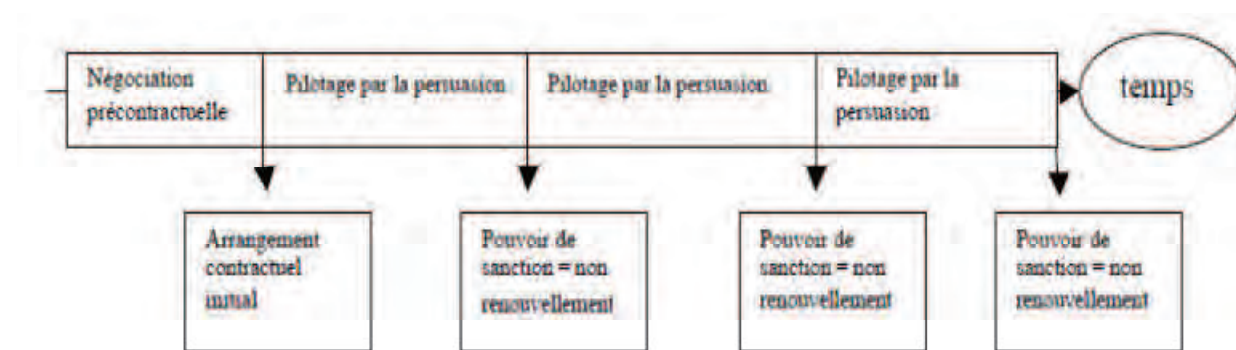 Négociation
précontractuelle
Pilotage par la persuasion
Pilotage par la persuasion
Pilotage par la
persuasion
temps
Arrangement
contractuel
initial
Pouvoir de
sanction = non
renouvellement
Pouvoir de
sanction = non
renouvellement
Pouvoir de
sanction = non
renouvellement